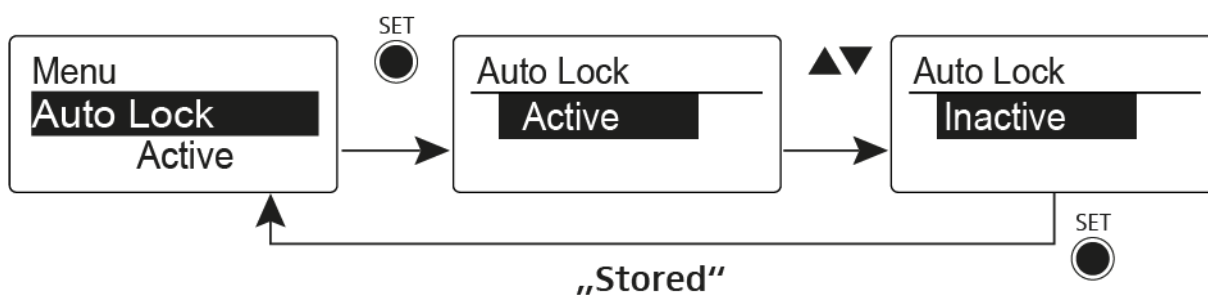 SET
Menu
Auto Lock
Active
Auto Lock
Active
▲▼
Auto Lock
Inactive
SET
„Stored“